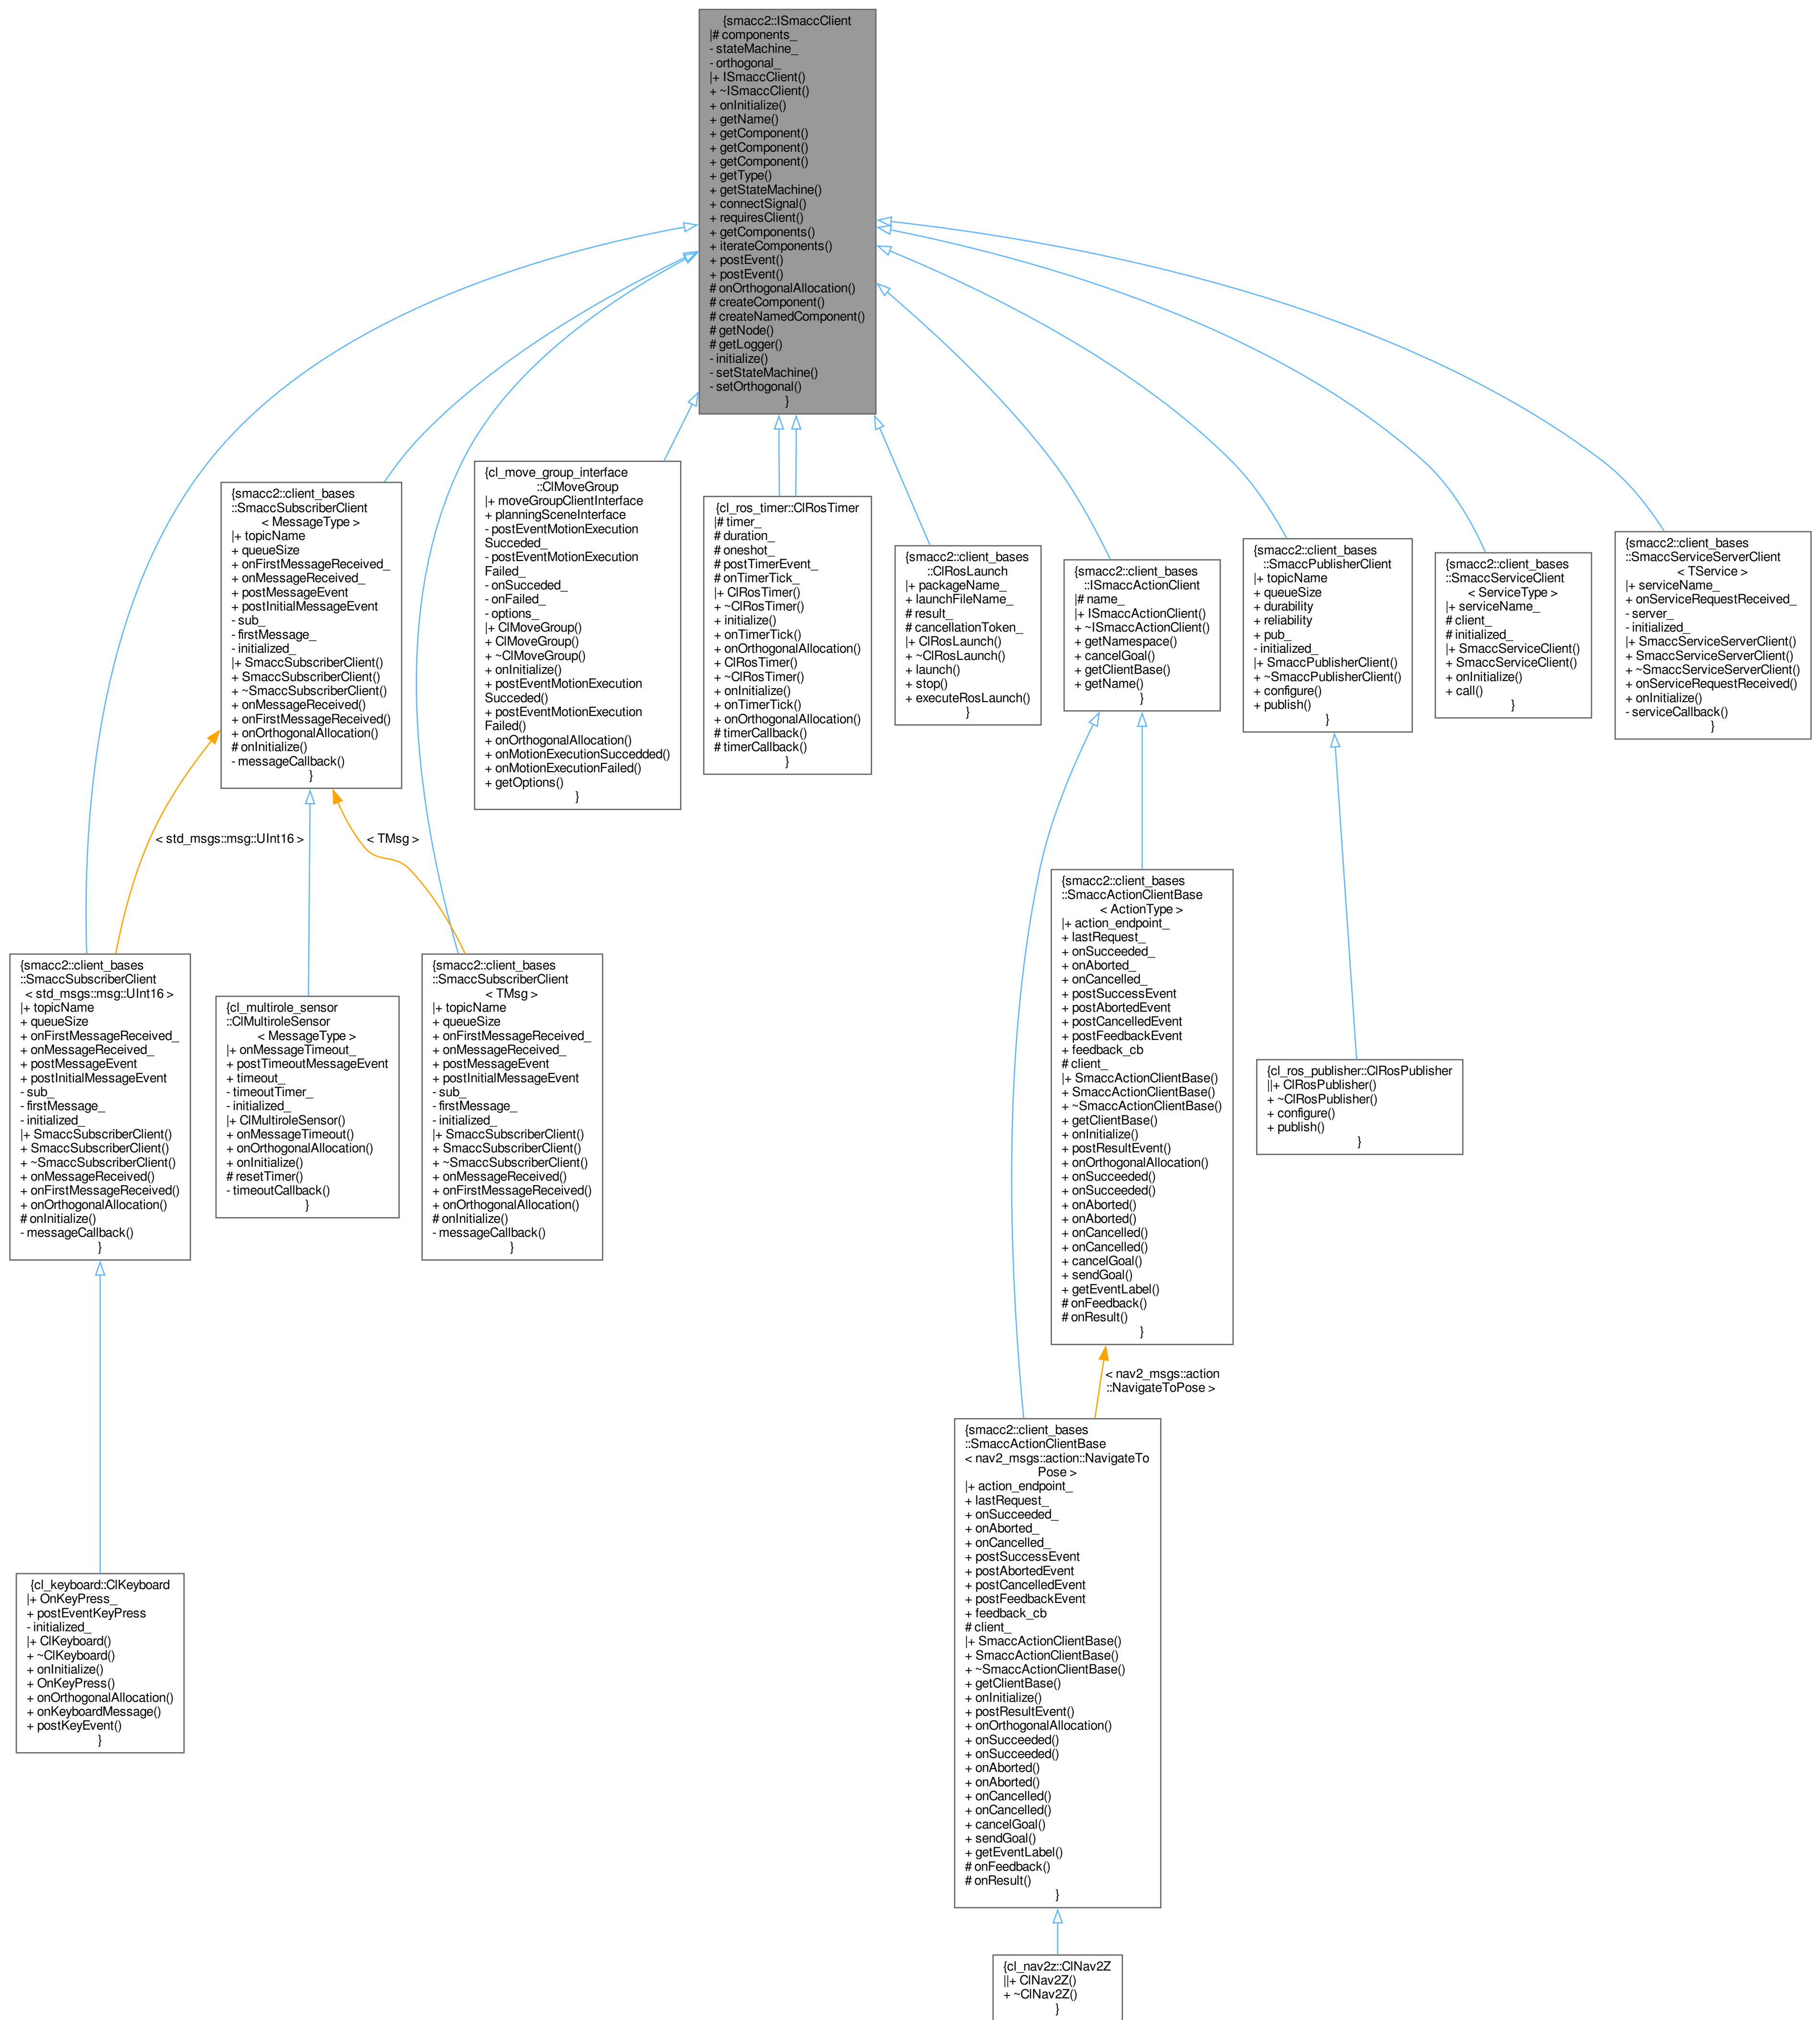 {smacc2::ISmaccClient
|# components_
- stateMachine_
- orthogonal_
|+ ISmaccClient()
+ ~ISmaccClient()
+ onInitialize()
+ getName()
+ getComponent()
+ getComponent()
+ getComponent()
+ getType()
+ getStateMachine()
+ connectSignal()
+ requiresClient()
+ getComponents()
+ iterateComponents()
+ postEvent()
+ postEvent()
# onOrthogonalAllocation()
# createComponent()
# createNamedComponent()
# getNode()
# getLogger()
- initialize()
- setStateMachine()
- setOrthogonal()
}
{smacc2::client_bases
::SmaccSubscriberClient
< MessageType >
|+ topicName
+ queueSize
+ onFirstMessageReceived_
+ onMessageReceived_
+ postMessageEvent
+ postInitialMessageEvent
- sub_
- firstMessage_
- initialized_
|+ SmaccSubscriberClient()
+ SmaccSubscriberClient()
+ ~SmaccSubscriberClient()
+ onMessageReceived()
+ onFirstMessageReceived()
+ onOrthogonalAllocation()
# onInitialize()
- messageCallback()
}
{cl_move_group_interface
::ClMoveGroup
|+ moveGroupClientInterface
+ planningSceneInterface
- postEventMotionExecution
Succeded_
- postEventMotionExecution
Failed_
- onSucceded_
- onFailed_
- options_
|+ ClMoveGroup()
+ ClMoveGroup()
+ ~ClMoveGroup()
+ onInitialize()
+ postEventMotionExecution
Succeded()
+ postEventMotionExecution
Failed()
+ onOrthogonalAllocation()
+ onMotionExecutionSuccedded()
+ onMotionExecutionFailed()
+ getOptions()
}
{cl_ros_timer::ClRosTimer
|# timer_
# duration_
# oneshot_
# postTimerEvent_
# onTimerTick_
|+ ClRosTimer()
+ ~ClRosTimer()
+ initialize()
+ onTimerTick()
+ onOrthogonalAllocation()
+ ClRosTimer()
+ ~ClRosTimer()
+ onInitialize()
+ onTimerTick()
+ onOrthogonalAllocation()
# timerCallback()
# timerCallback()
}
{smacc2::client_bases
::ClRosLaunch
|+ packageName_
+ launchFileName_
# result_
# cancellationToken_
|+ ClRosLaunch()
+ ~ClRosLaunch()
+ launch()
+ stop()
+ executeRosLaunch()
}
{smacc2::client_bases
::ISmaccActionClient
|# name_
|+ ISmaccActionClient()
+ ~ISmaccActionClient()
+ getNamespace()
+ cancelGoal()
+ getClientBase()
+ getName()
}
{smacc2::client_bases
::SmaccPublisherClient
|+ topicName
+ queueSize
+ durability
+ reliability
+ pub_
- initialized_
|+ SmaccPublisherClient()
+ ~SmaccPublisherClient()
+ configure()
+ publish()
}
{smacc2::client_bases
::SmaccServiceClient
< ServiceType >
|+ serviceName_
# client_
# initialized_
|+ SmaccServiceClient()
+ SmaccServiceClient()
+ onInitialize()
+ call()
}
{smacc2::client_bases
::SmaccServiceServerClient
< TService >
|+ serviceName_
+ onServiceRequestReceived_
- server_
- initialized_
|+ SmaccServiceServerClient()
+ SmaccServiceServerClient()
+ ~SmaccServiceServerClient()
+ onServiceRequestReceived()
+ onInitialize()
- serviceCallback()
}
< std_msgs::msg::UInt16 >
< TMsg >
{smacc2::client_bases
::SmaccSubscriberClient
< std_msgs::msg::UInt16 >
|+ topicName
+ queueSize
+ onFirstMessageReceived_
+ onMessageReceived_
+ postMessageEvent
+ postInitialMessageEvent
- sub_
- firstMessage_
- initialized_
|+ SmaccSubscriberClient()
+ SmaccSubscriberClient()
+ ~SmaccSubscriberClient()
+ onMessageReceived()
+ onFirstMessageReceived()
+ onOrthogonalAllocation()
# onInitialize()
- messageCallback()
}
{cl_multirole_sensor
::ClMultiroleSensor
< MessageType >
|+ onMessageTimeout_
+ postTimeoutMessageEvent
+ timeout_
- timeoutTimer_
- initialized_
|+ ClMultiroleSensor()
+ onMessageTimeout()
+ onOrthogonalAllocation()
+ onInitialize()
# resetTimer()
- timeoutCallback()
}
{smacc2::client_bases
::SmaccSubscriberClient
< TMsg >
|+ topicName
+ queueSize
+ onFirstMessageReceived_
+ onMessageReceived_
+ postMessageEvent
+ postInitialMessageEvent
- sub_
- firstMessage_
- initialized_
|+ SmaccSubscriberClient()
+ SmaccSubscriberClient()
+ ~SmaccSubscriberClient()
+ onMessageReceived()
+ onFirstMessageReceived()
+ onOrthogonalAllocation()
# onInitialize()
- messageCallback()
}
{smacc2::client_bases
::SmaccActionClientBase
< ActionType >
|+ action_endpoint_
+ lastRequest_
+ onSucceeded_
+ onAborted_
+ onCancelled_
+ postSuccessEvent
+ postAbortedEvent
+ postCancelledEvent
+ postFeedbackEvent
+ feedback_cb
# client_
|+ SmaccActionClientBase()
+ SmaccActionClientBase()
+ ~SmaccActionClientBase()
+ getClientBase()
+ onInitialize()
+ postResultEvent()
+ onOrthogonalAllocation()
+ onSucceeded()
+ onSucceeded()
+ onAborted()
+ onAborted()
+ onCancelled()
+ onCancelled()
+ cancelGoal()
+ sendGoal()
+ getEventLabel()
# onFeedback()
# onResult()
}
{cl_ros_publisher::ClRosPublisher
||+ ClRosPublisher()
+ ~ClRosPublisher()
+ configure()
+ publish()
}
< nav2_msgs::action
::NavigateToPose >
{smacc2::client_bases
::SmaccActionClientBase
< nav2_msgs::action::NavigateTo
Pose >
|+ action_endpoint_
+ lastRequest_
+ onSucceeded_
+ onAborted_
+ onCancelled_
+ postSuccessEvent
+ postAbortedEvent
+ postCancelledEvent
+ postFeedbackEvent
+ feedback_cb
# client_
|+ SmaccActionClientBase()
+ SmaccActionClientBase()
+ ~SmaccActionClientBase()
+ getClientBase()
+ onInitialize()
+ postResultEvent()
+ onOrthogonalAllocation()
+ onSucceeded()
+ onSucceeded()
+ onAborted()
+ onAborted()
+ onCancelled()
+ onCancelled()
+ cancelGoal()
+ sendGoal()
+ getEventLabel()
# onFeedback()
# onResult()
}
{cl_keyboard::ClKeyboard
|+ OnKeyPress_
+ postEventKeyPress
- initialized_
|+ ClKeyboard()
+ ~ClKeyboard()
+ onInitialize()
+ OnKeyPress()
+ onOrthogonalAllocation()
+ onKeyboardMessage()
+ postKeyEvent()
}
{cl_nav2z::ClNav2Z
||+ ClNav2Z()
+ ~ClNav2Z()
}